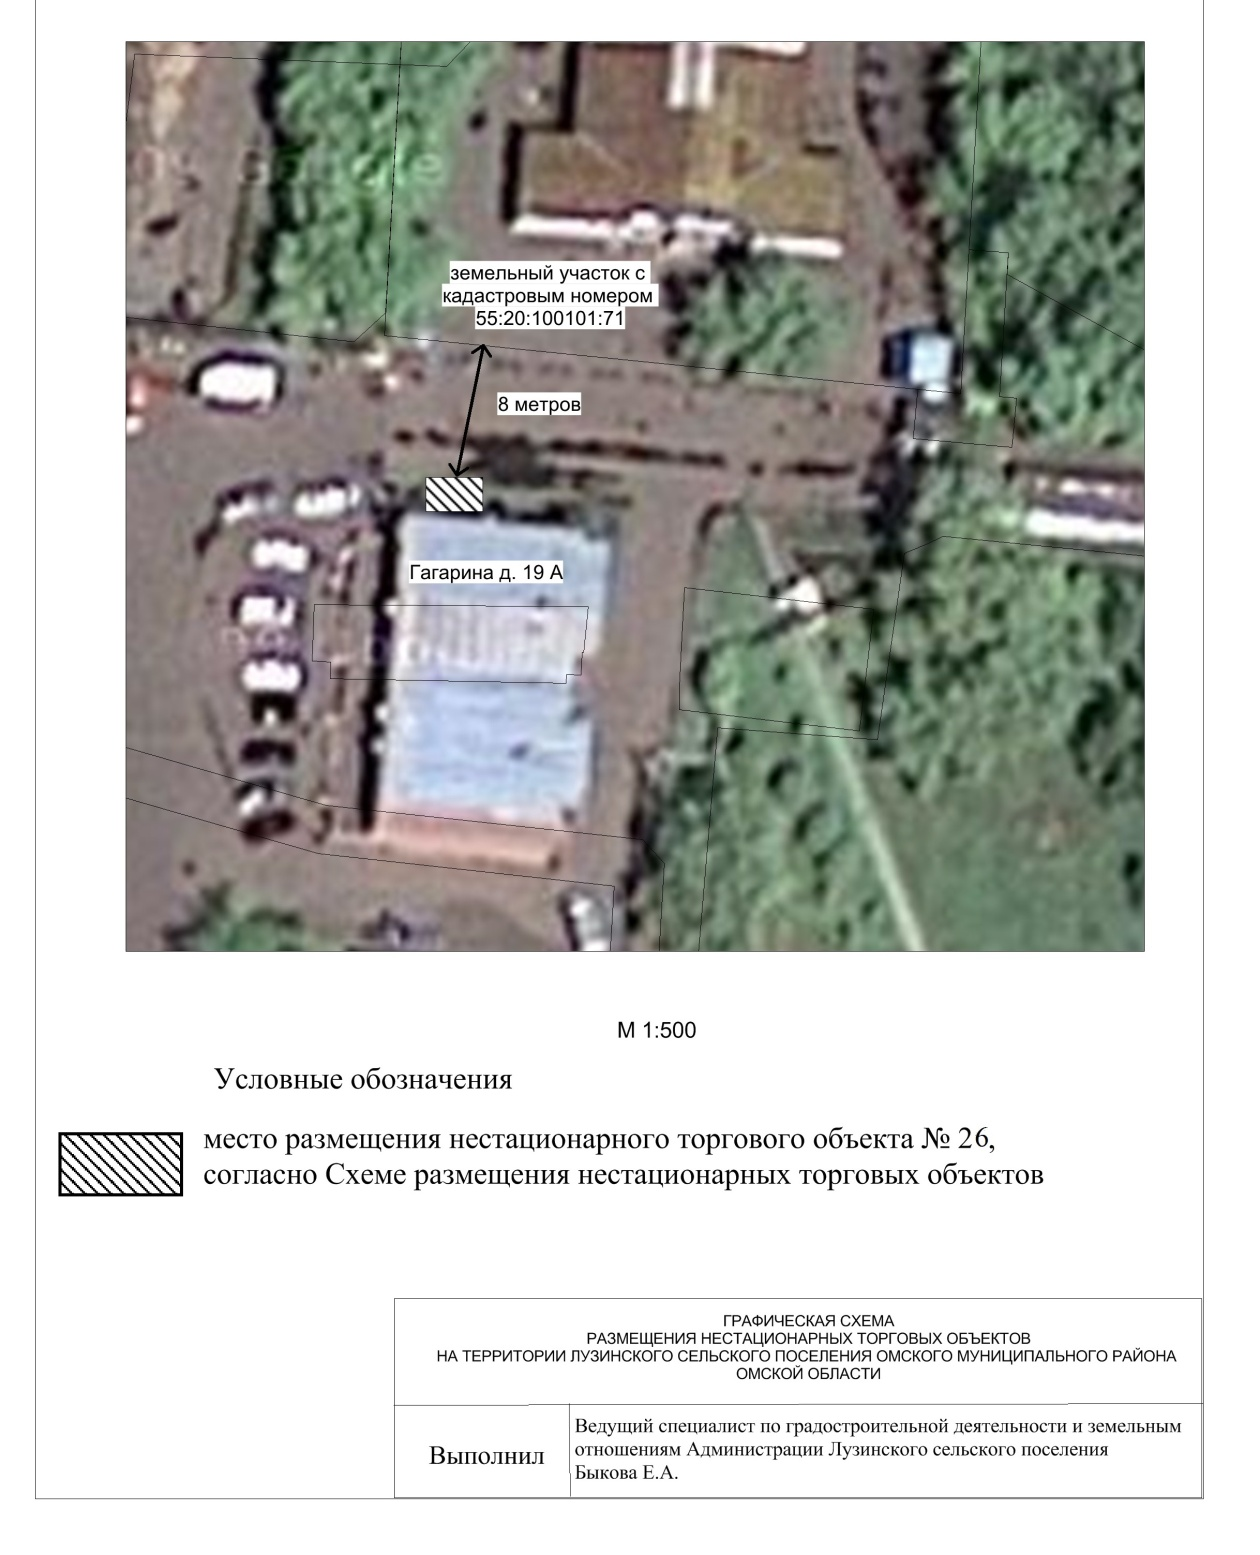 земельный участок с
кадастровым номером
55:20:100101:71
8 метров
Гагарина д. 19 А
М 1:500
Условные обозначения
место размещения нестационарного торгового объекта № 26,
согласно Схеме размещения нестационарных торговых объектов
ГРАФИЧЕСКАЯ СХЕМА
РАЗМЕЩЕНИЯ НЕСТАЦИОНАРНЫХ ТОРГОВЫХ ОБЪЕКТОВ
НА ТЕРРИТОРИИ ЛУЗИНСКОГО СЕЛЬСКОГО ПОСЕЛЕНИЯ ОМСКОГО МУНИЦИПАЛЬНОГО РАЙОНА
ОМСКОЙ ОБЛАСТИ
Выполнил
Ведущий специалист по градостроительной деятельности и земельным
отношениям Администрации Лузинского сельского поселения
Быкова Е.А.